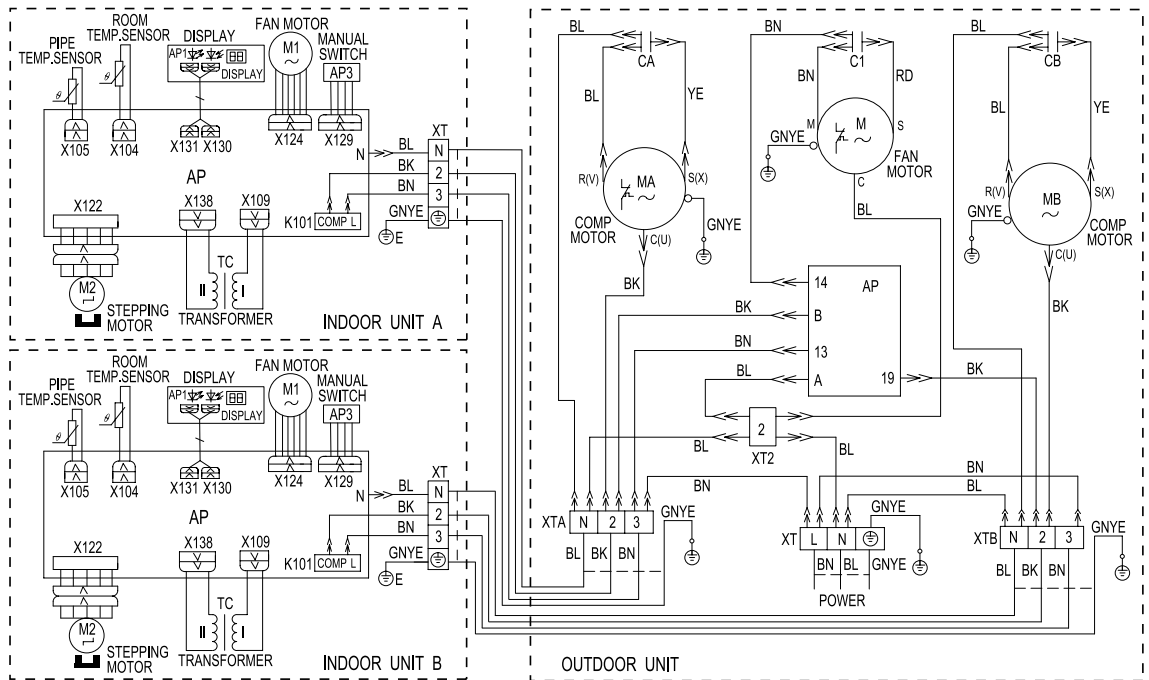 ROOM
TEMP.SENSOR
PIPE
TEMP.SENSOR
DISPLAY
AP1
DISPLAY
FAN MOTOR
M1
MANUAL
SWITCH
AP3
X105
X104
X131
X130
X124
X129
XT
N
BL
N
BK
2
BN
3
GNYE
E
AP
X122
X138
X109
K101
COMP L
M2
STEPPING
MOTOR
TC
II
I
TRANSFORMER
INDOOR UNIT A
ROOM
TEMP.SENSOR
PIPE
TEMP.SENSOR
DISPLAY
AP1
DISPLAY
FAN MOTOR
M1
MANUAL
SWITCH
AP3
X105
X104
X131
X130
X124
X129
XT
N
BL
N
BK
2
BN
3
GNYE
E
AP
X122
X138
X109
K101
COMP L
M2
STEPPING
MOTOR
TC
II
I
TRANSFORMER
INDOOR UNIT B
BL
CA
BL
YE
R(V)
MA
S(X)
COMP
MOTOR
GNYE
C(U)
BK
BN
C1
BN
RD
M
M
S
GNYE
FAN
MOTOR
C
BL
BL
CB
BL
YE
R(V)
MB
S(X)
GNYE
COMP
MOTOR
C(U)
BK
14
AP
BK
B
BN
13
BL
A
19
BK
2
XT2
BL
BL
BN
BN
BL
XTA
N
2
3
GNYE
BL
BK
BN
XT
L
N
GNYE
BN
BL
GNYE
POWER
XTB
N
2
3
GNYE
BL
BK
BN
OUTDOOR UNIT